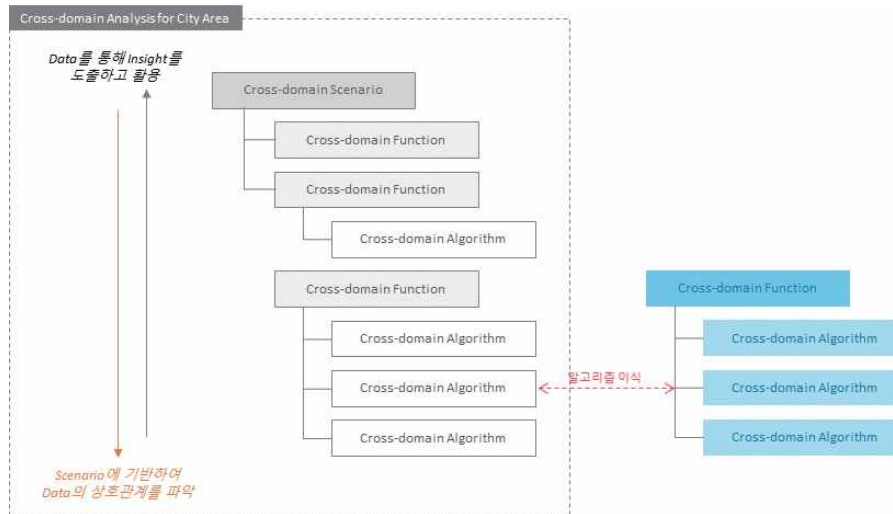 Cross-domain Analysis for City Area
Data를 통해 Insight를
도출하고 활용
Cross-domain Scenario
Cross-domain Function
Cross-domain Function
Cross-domain Algorithm
Cross-domain Function
Cross-domain Algorithm
Cross-domain Algorithm
Cross-domain Algorithm
알고리즘 이식
Cross-domain Function
Cross-domain Algorithm
Cross-domain Algorithm
Cross-domain Algorithm
Scenario에 기반하여
Data의 상호관계를 파악